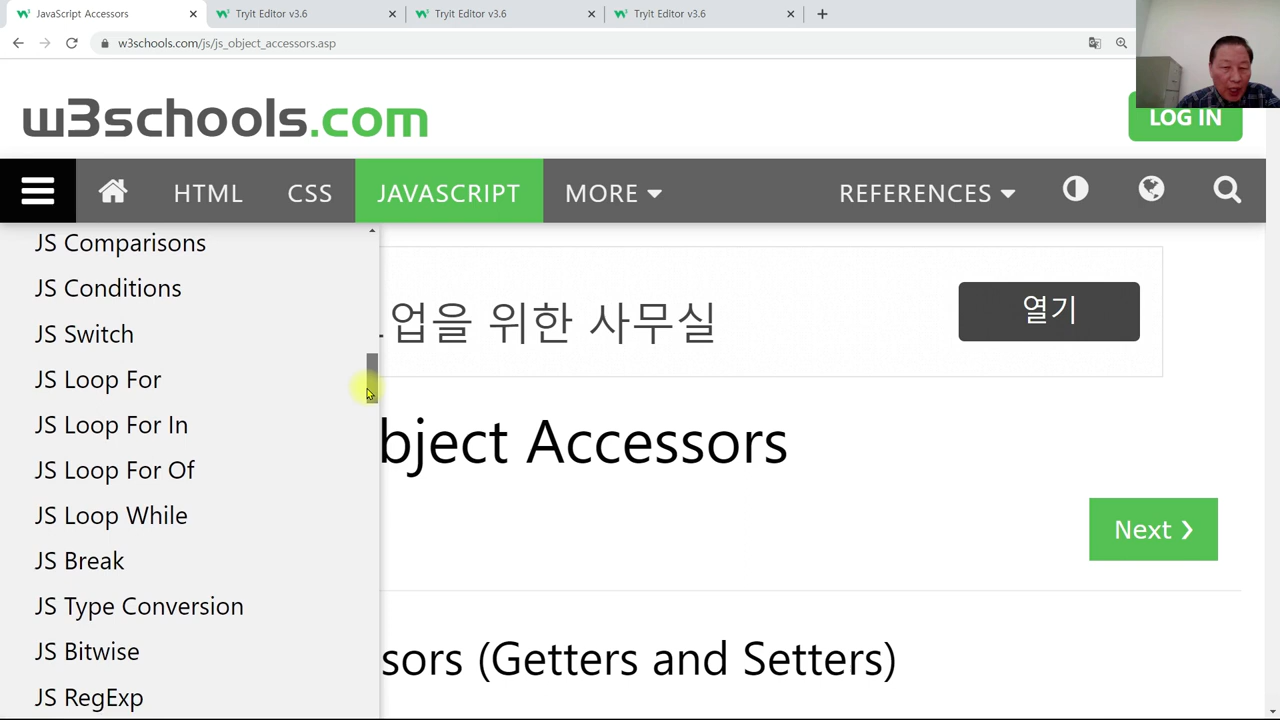 JavaScript Accessors
Tryit Editor v3.6
Tryit Editor v3.6
Tryit Editor v3.6
w3schools.com/js/js_object_accessors.asp
w3schools.com
LOG IN
HTML
CSS
JAVASCRIPT
MORE
REFERENCES
JS Comparisons
JS Conditions
JS Switch
JS Loop For
JS Loop For In
JS Loop For Of
JS Loop While
JS Break
JS Type Conversion
JS Bitwise
JS RegExp
업을 위한 사무실
열기
bject Accessors
Next ❯
sors (Getters and Setters)